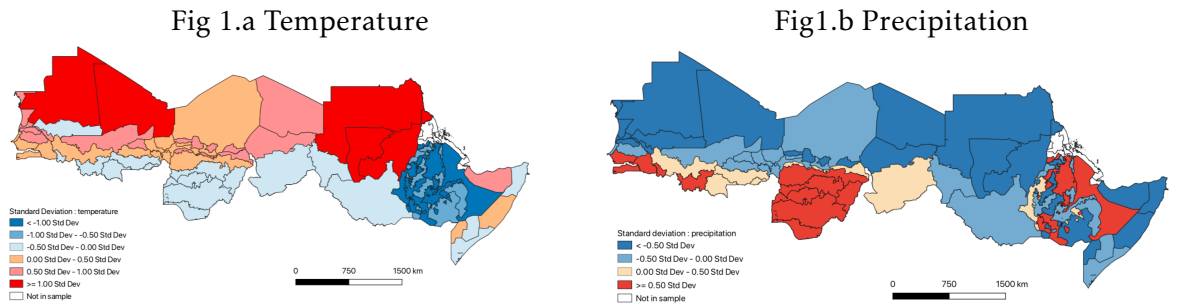 Fig 1.a Temperature
Standard Deviation : temperature
< -1.00 Std Dev
-1.00 Std Dev - -0.50 Std Dev
-0.50 Std Dev - 0.00 Std Dev
0.00 Std Dev - 0.50 Std Dev
0.50 Std Dev - 1.00 Std Dev
>= 1.00 Std Dev
Not in sample
0 750 1500 km
Fig1.b Precipitation
Standard deviation : precipitation
< -0.50 Std Dev
-0.50 Std Dev - 0.00 Std Dev
0.00 Std Dev - 0.50 Std Dev
>= 0.50 Std Dev
Not in sample
0 750 1500 km